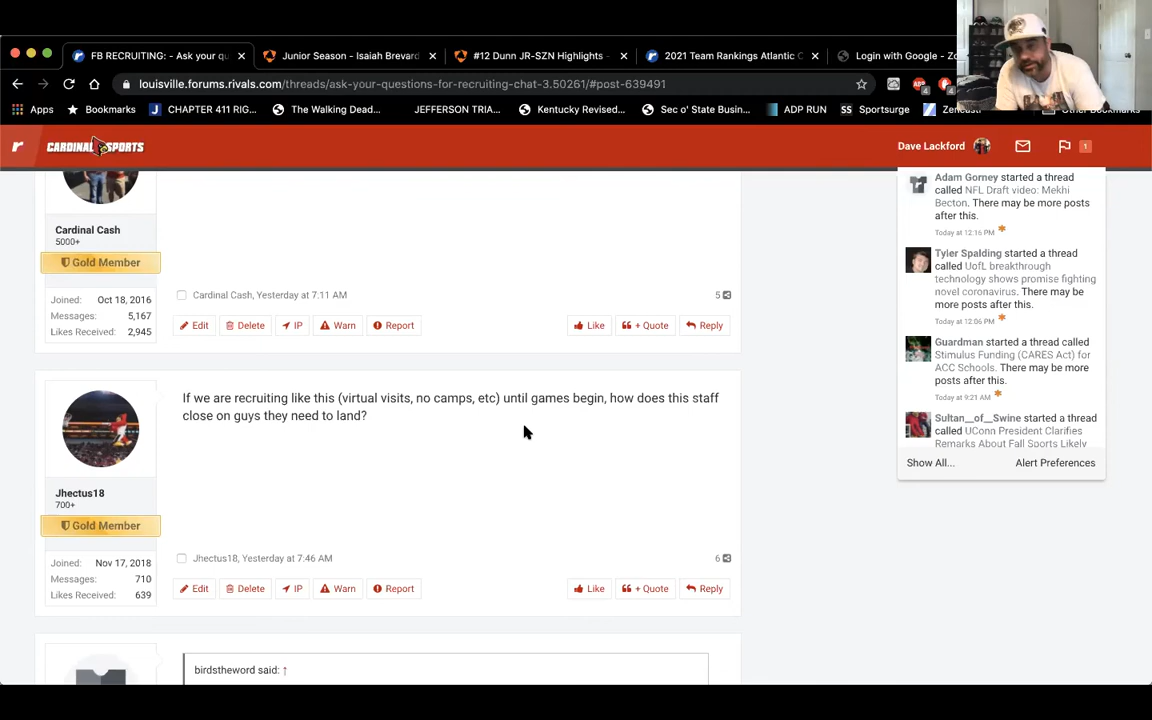 FB RECRUITING: - Ask your qu
Junior Season - Isaiah Brevard
#12 Dunn JR-SZN Highlights -
2021 Team Rankings Atlantic C
Login with Google - Zo
louisville.forums.rivals.com/threads/ask-your-questions-for-recruiting-chat-3.50261/#post-639491
Apps
Bookmarks
CHAPTER 411 RIG...
The Walking Dead...
JEFFERSON TRIA...
Kentucky Revised...
Sec o' State Busin...
ADP RUN
SS Sportsurge
Zencast
Other Bookmarks
r CARDINAL SPORTS
Dave Lackford
1
Cardinal Cash
5000+
Gold Member
Joined: Oct 18, 2016
Messages: 5,167
Likes Received: 2,945
Cardinal Cash, Yesterday at 7:11 AM
5
Edit Delete IP Warn Report
Like + Quote Reply
If we are recruiting like this (virtual visits, no camps, etc) until games begin, how does this staff
close on guys they need to land?
Jhectus18
700+
Gold Member
Joined: Nov 17, 2018
Messages: 710
Likes Received: 639
Jhectus18, Yesterday at 7:46 AM
6
Edit Delete IP Warn Report
Like + Quote Reply
birdstheword said: ↑
Adam Gorney started a thread
called NFL Draft video: Mekhi
Becton. There may be more posts
after this.
Today at 12:16 PM
Tyler Spalding started a thread
called UofL breakthrough
technology shows promise fighting
novel coronavirus. There may be
more posts after this.
Today at 12:06 PM
Guardman started a thread called
Stimulus Funding (CARES Act) for
ACC Schools. There may be more
posts after this.
Today at 9:21 AM
Sultan__of__Swine started a thread
called UConn President Clarifies
Remarks About Fall Sports Likely
Show All...
Alert Preferences